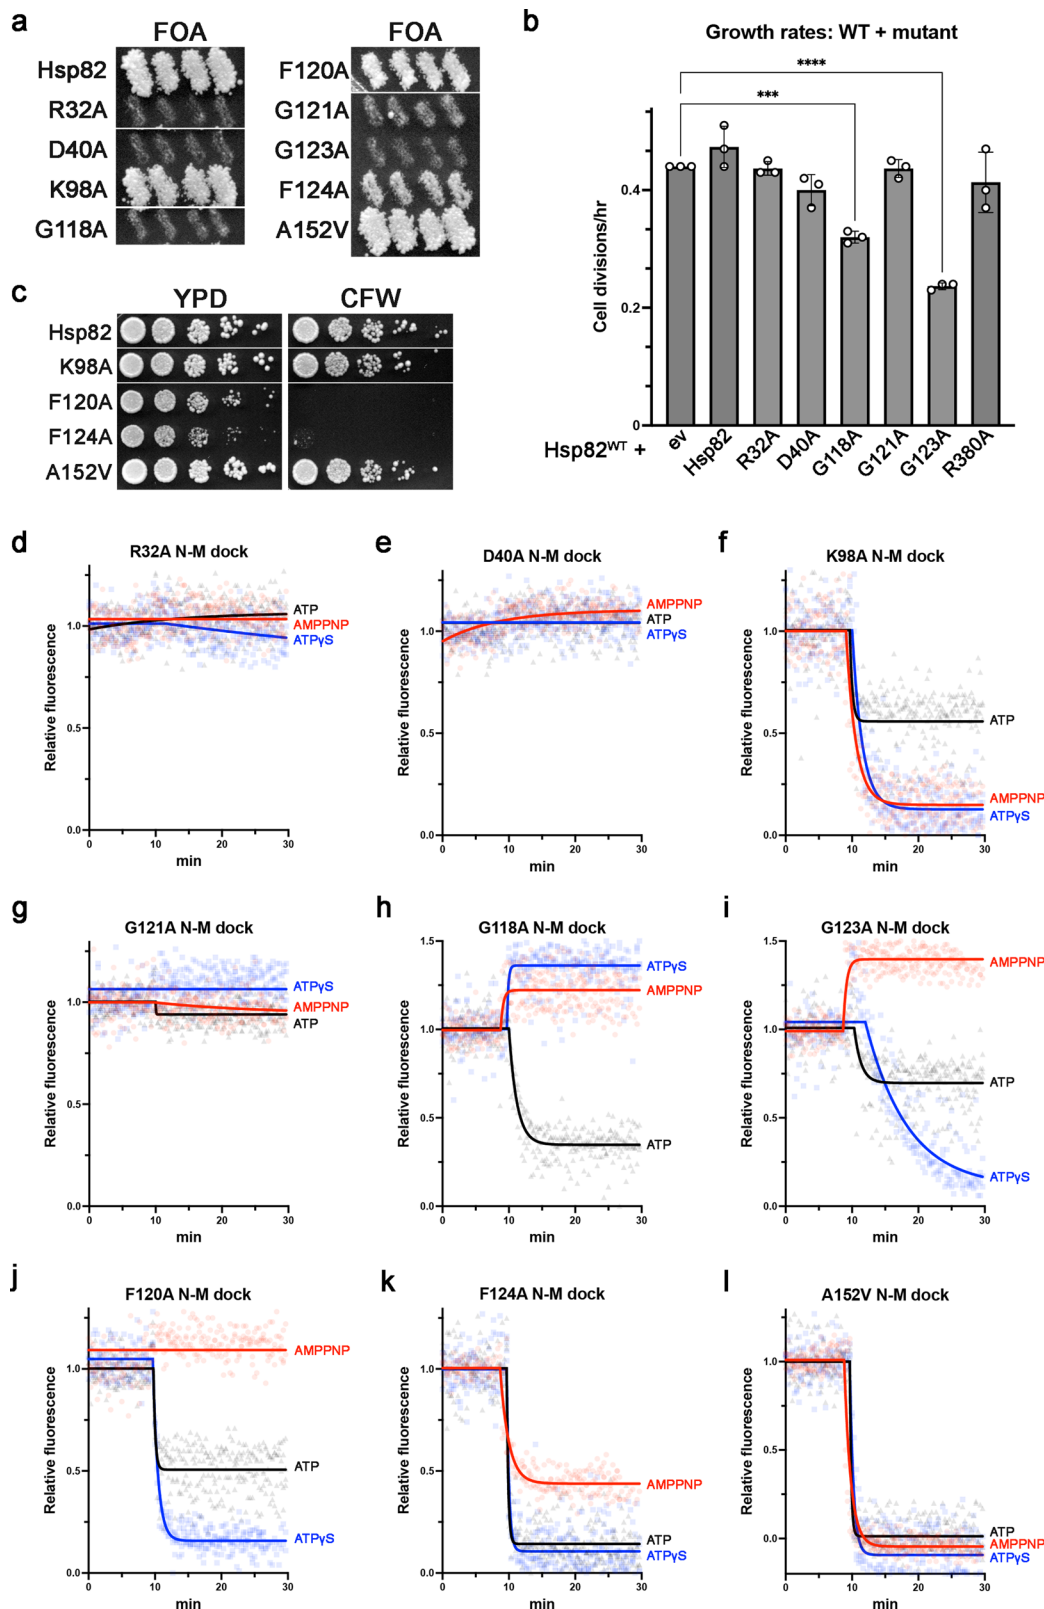 a
FOA
FOA
Hsp82
R32A
D40A
K98A
G118A
F120A
G121A
G123A
F124A
A152V
b
Growth rates: WT + mutant
****
***
Cell divisions/hr
0.4
0.2
0
Hsp82WT +
ev
Hsp82
R32A
D40A
G118A
G121A
G123A
R380A
c
YPD
CFW
Hsp82
K98A
F120A
F124A
A152V
d
R32A N-M dock
Relative fluorescence
1.0
0.5
0.0
ATP
AMPPNP
ATPγS
0
10
20
30
min
e
D40A N-M dock
Relative fluorescence
1.0
0.5
0.0
AMPPNP
ATP
ATPγS
0
10
20
30
min
f
K98A N-M dock
Relative fluorescence
1.0
0.5
0.0
ATP
AMPPNP
ATPγS
0
10
20
30
min
g
G121A N-M dock
Relative fluorescence
1.0
0.5
0.0
ATPγS
AMPPNP
ATP
0
10
20
30
min
h
G118A N-M dock
Relative fluorescence
1.5
1.0
0.5
0.0
ATPγS
AMPPNP
ATP
0
10
20
30
min
i
G123A N-M dock
Relative fluorescence
1.5
1.0
0.5
0.0
AMPPNP
ATP
ATPγS
0
10
20
30
min
j
F120A N-M dock
Relative fluorescence
1.0
0.5
0.0
AMPPNP
ATP
ATPγS
0
10
20
30
min
k
F124A N-M dock
Relative fluorescence
1.0
0.5
0.0
AMPPNP
ATP
ATPγS
0
10
20
30
min
l
A152V N-M dock
Relative fluorescence
1.0
0.5
0.0
ATP
AMPPNP
ATPγS
0
10
20
30
min